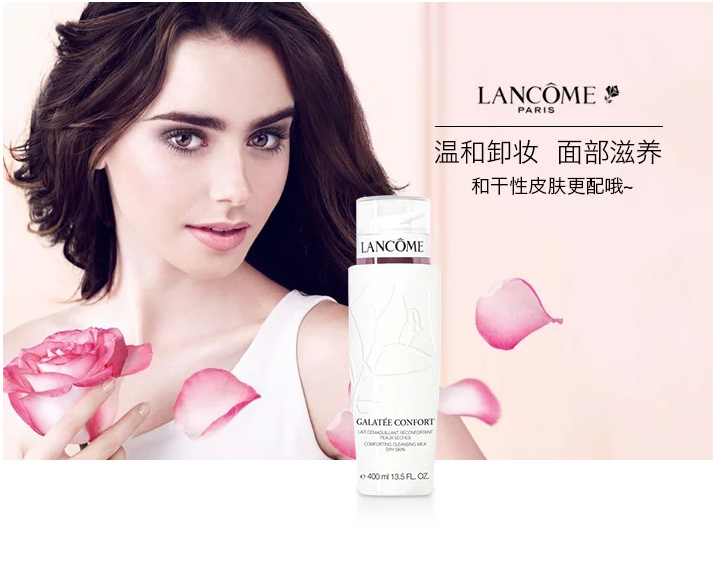 LANCÔME
PARIS
温和卸妆 面部滋养
和干性皮肤更配哦~
LANCÔME
GALATÉE CONFORT
LAIT DÉMAQUILLANT RÉCONFORTANT
PEAUX SÈCHES
COMFORTING CLEANSING MILK
DRY SKIN
℮ 400 ml 13.5 FL. OZ.